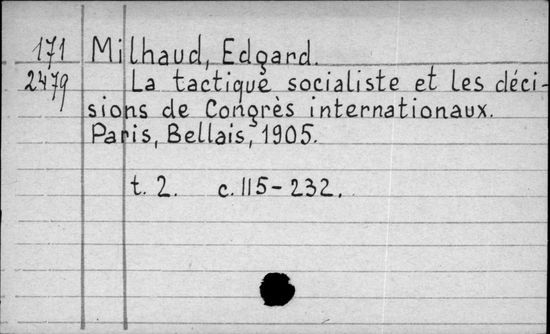 171 Milhaud, Edgard.
2479 La tactique socialiste et les déci-
sions de Congrès internationaux.
Paris, Bellais, 1905.
t. 2. c. 115-232.